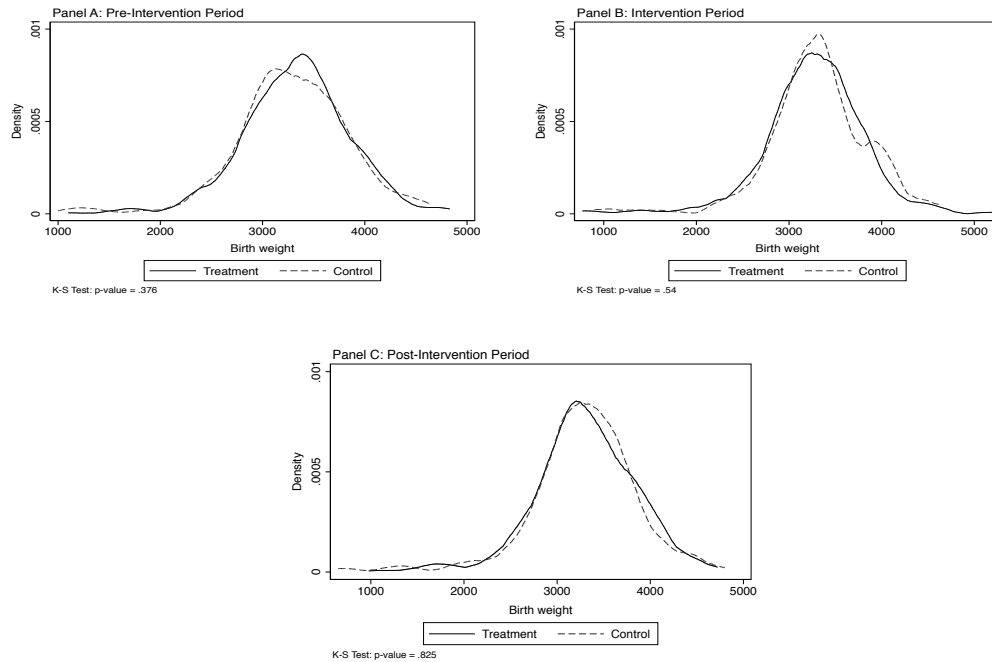 Panel A: Pre-Intervention Period
.001
.0005
0
Density
1000 2000 3000 4000 5000
Birth weight
Treatment Control
K-S Test: p-value = .376
Panel B: Intervention Period
.001
.0005
0
Density
1000 2000 3000 4000 5000
Birth weight
Treatment Control
K-S Test: p-value = .54
Panel C: Post-Intervention Period
.001
.0005
0
Density
1000 2000 3000 4000 5000
Birth weight
Treatment Control
K-S Test: p-value = .825